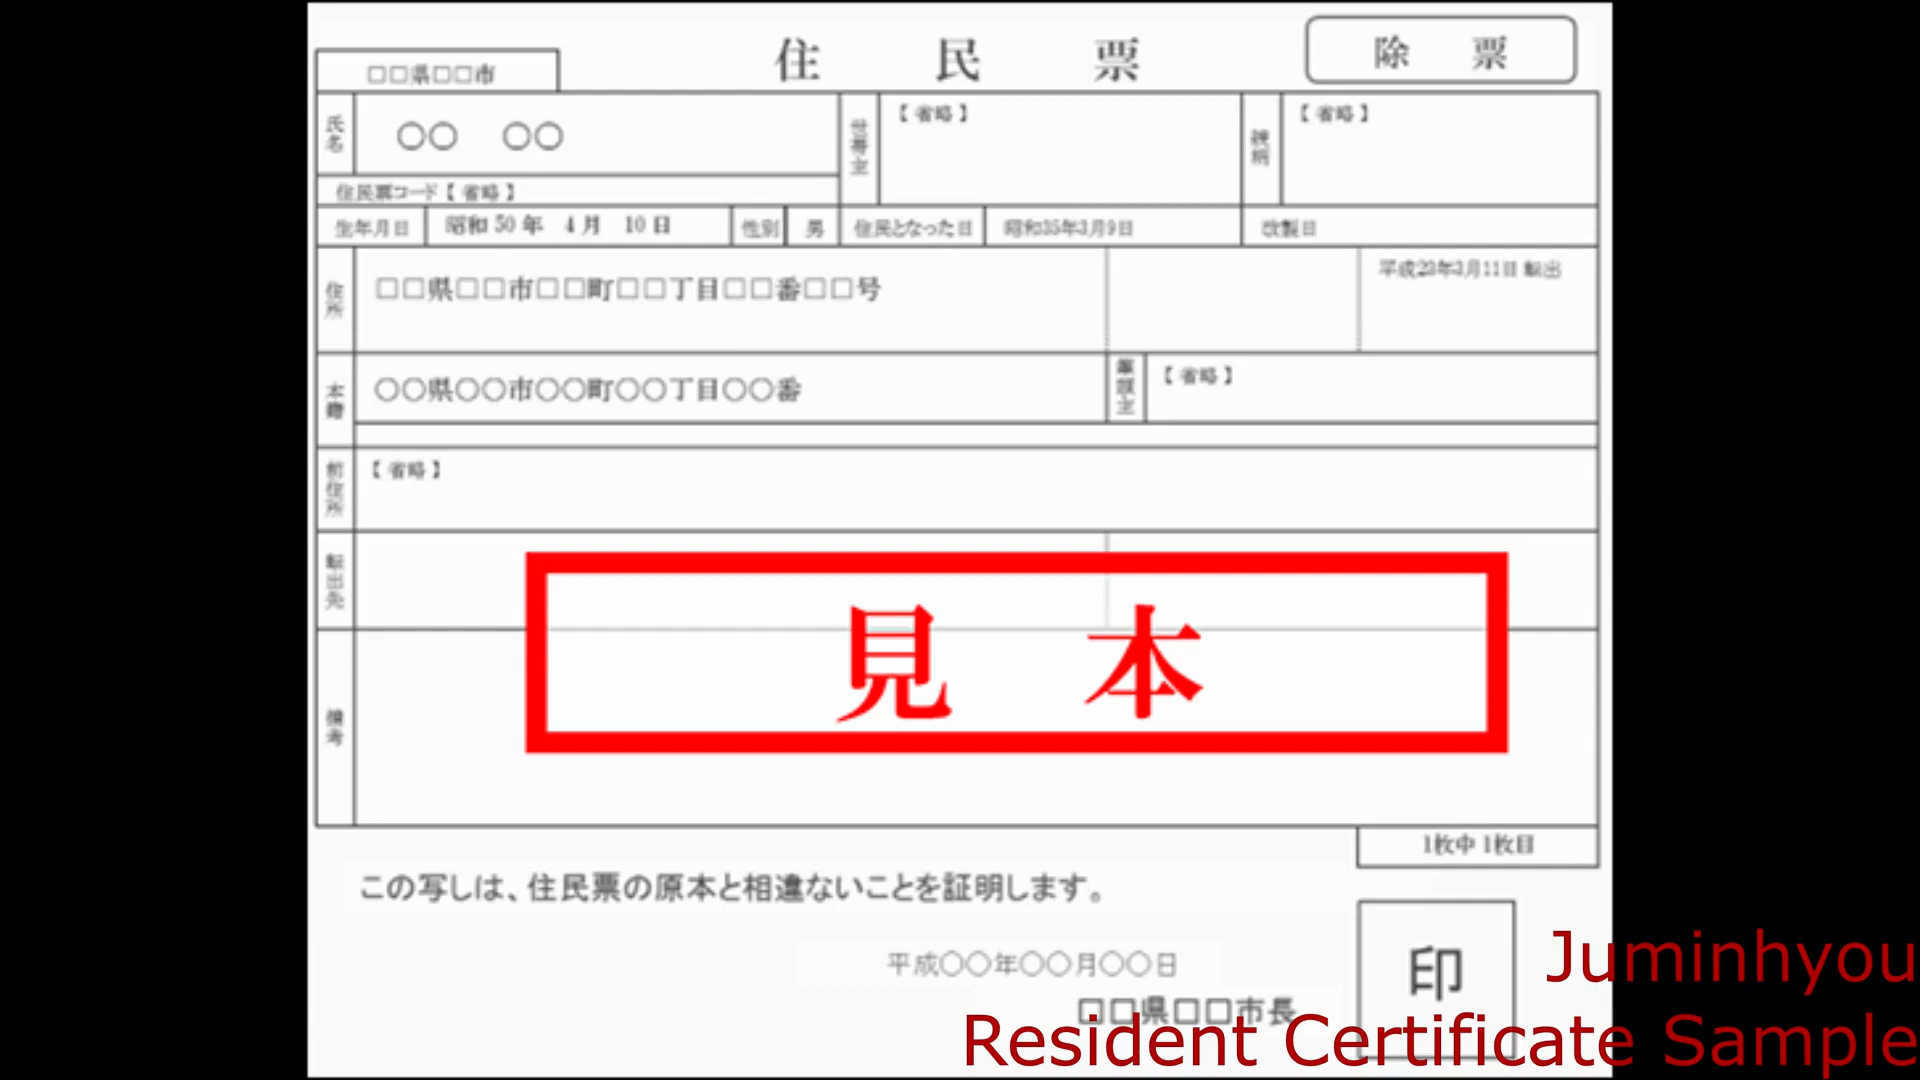 住 民 票
除 票
□□県□□市
氏名
○○ ○○
世帯主
【省略】
続柄
【省略】
住民票コード【省略】
生年月日
昭和50年 4月 10日
性別
男
住民となった日
昭和35年3月9日
改製日
住所
□□県□□市□□町□□丁目□□番□□号
平成23年3月11日 転出
本籍
○○県○○市○○町○○丁目○○番
筆頭主
【省略】
前住所
【省略】
転出先
見 本
備考
1枚中 1枚目
この写しは、住民票の原本と相違ないことを証明します。
平成○○年○○月○○日
□□県□□市長
印
Juminhyou
Resident Certificate Sample